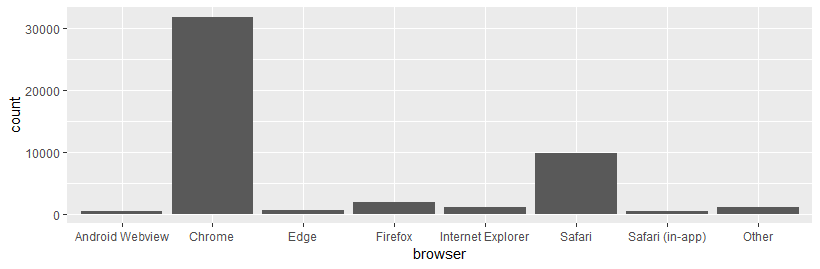 count
30000
20000
10000
0
Android Webview Chrome Edge Firefox Internet Explorer Safari Safari (in-app) Other
browser